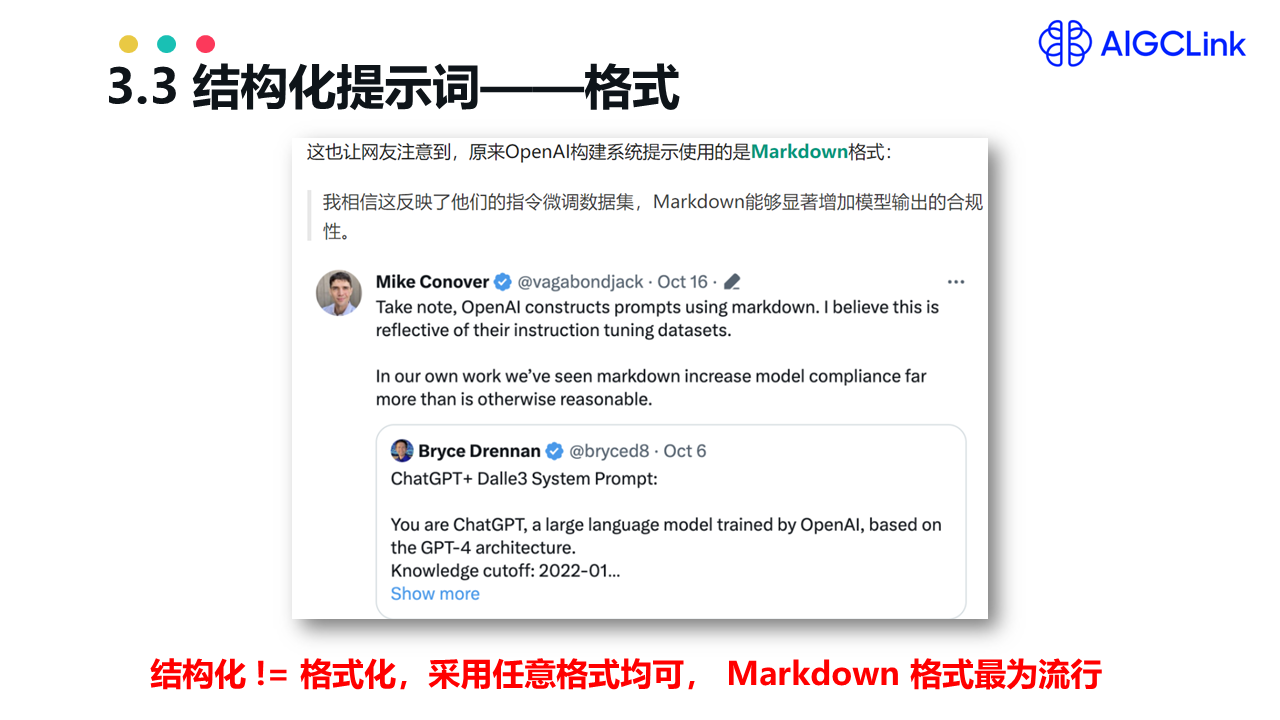 AIGCLink
3.3 结构化提示词——格式
这也让网友注意到，原来OpenAI构建系统提示使用的是Markdown格式：
我相信这反映了他们的指令微调数据集，Markdown能够显著增加模型输出的合规
性。
Mike Conover @vagabondjack · Oct 16 ·
Take note, OpenAI constructs prompts using markdown. I believe this is
reflective of their instruction tuning datasets.
In our own work we’ve seen markdown increase model compliance far
more than is otherwise reasonable.
Bryce Drennan @bryced8 · Oct 6
ChatGPT+ Dalle3 System Prompt:
You are ChatGPT, a large language model trained by OpenAI, based on
the GPT-4 architecture.
Knowledge cutoff: 2022-01...
Show more
结构化 != 格式化，采用任意格式均可， Markdown 格式最为流行